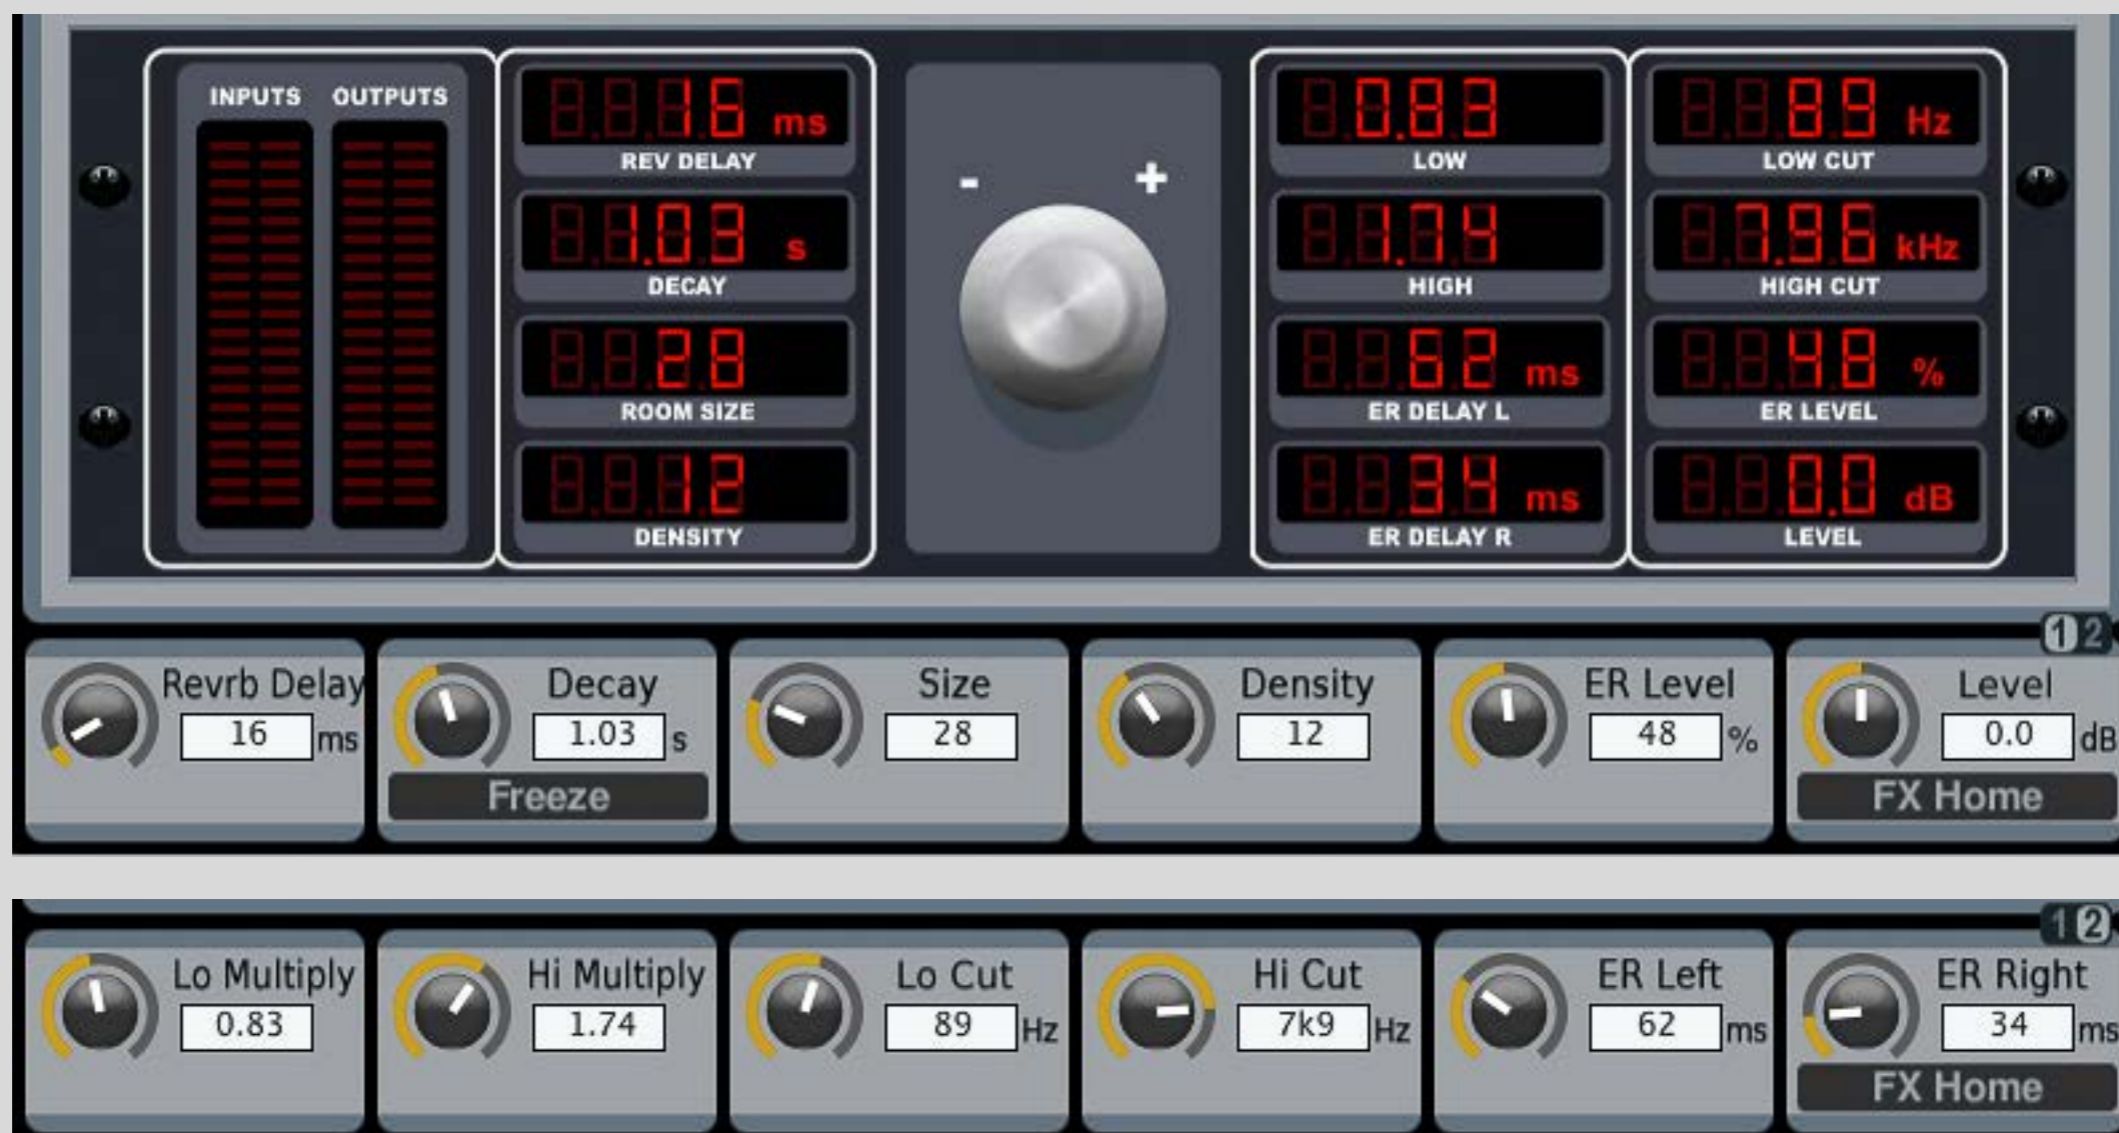 INPUTS OUTPUTS
16 ms
REV DELAY
1.03 s
DECAY
28
ROOM SIZE
12
DENSITY
- +
0.83
LOW
1.74
HIGH
62 ms
ER DELAY L
34 ms
ER DELAY R
89 Hz
LOW CUT
7.96 kHz
HIGH CUT
48 %
ER LEVEL
0.0 dB
LEVEL
1 2
Revrb Delay
16 ms
Decay
1.03 s
Freeze
Size
28
Density
12
ER Level
48 %
Level
0.0 dB
FX Home
1 2
Lo Multiply
0.83
Hi Multiply
1.74
Lo Cut
89 Hz
Hi Cut
7k9 Hz
ER Left
62 ms
ER Right
34 ms
FX Home